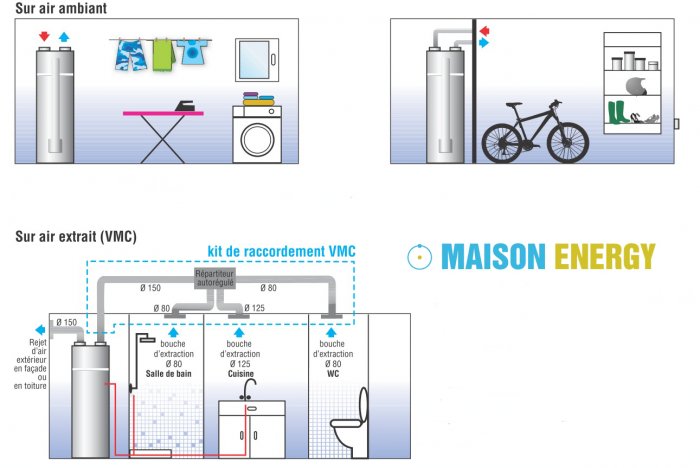 Sur air ambiant
Sur air extrait (VMC)
kit de raccordement VMC
MAISON ENERGY
Répartiteur
autorégulé
Ø 150
Ø 80
Ø 125
Ø 80
Ø 150
Rejet
d'air
extérieur
en façade
ou
en toiture
bouche
d'extraction
Ø 80
Salle de bain
bouche
d'extraction
Ø 125
Cuisine
bouche
d'extraction
Ø 80
WC